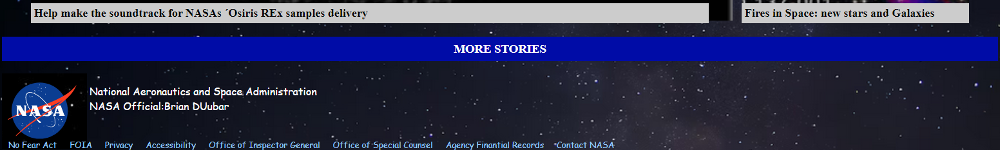 Help make the soundtrack for NASAs ´Osiris REx samples delivery
Fires in Space: new stars and Galaxies
MORE STORIES
NASA
National Aeronautics and Space Administration
NASA Official:Brian DUubar
No Fear Act FOIA Privacy Accessibility Office of Inspector General Office of Special Counsel Agency Finantial Records Contact NASA